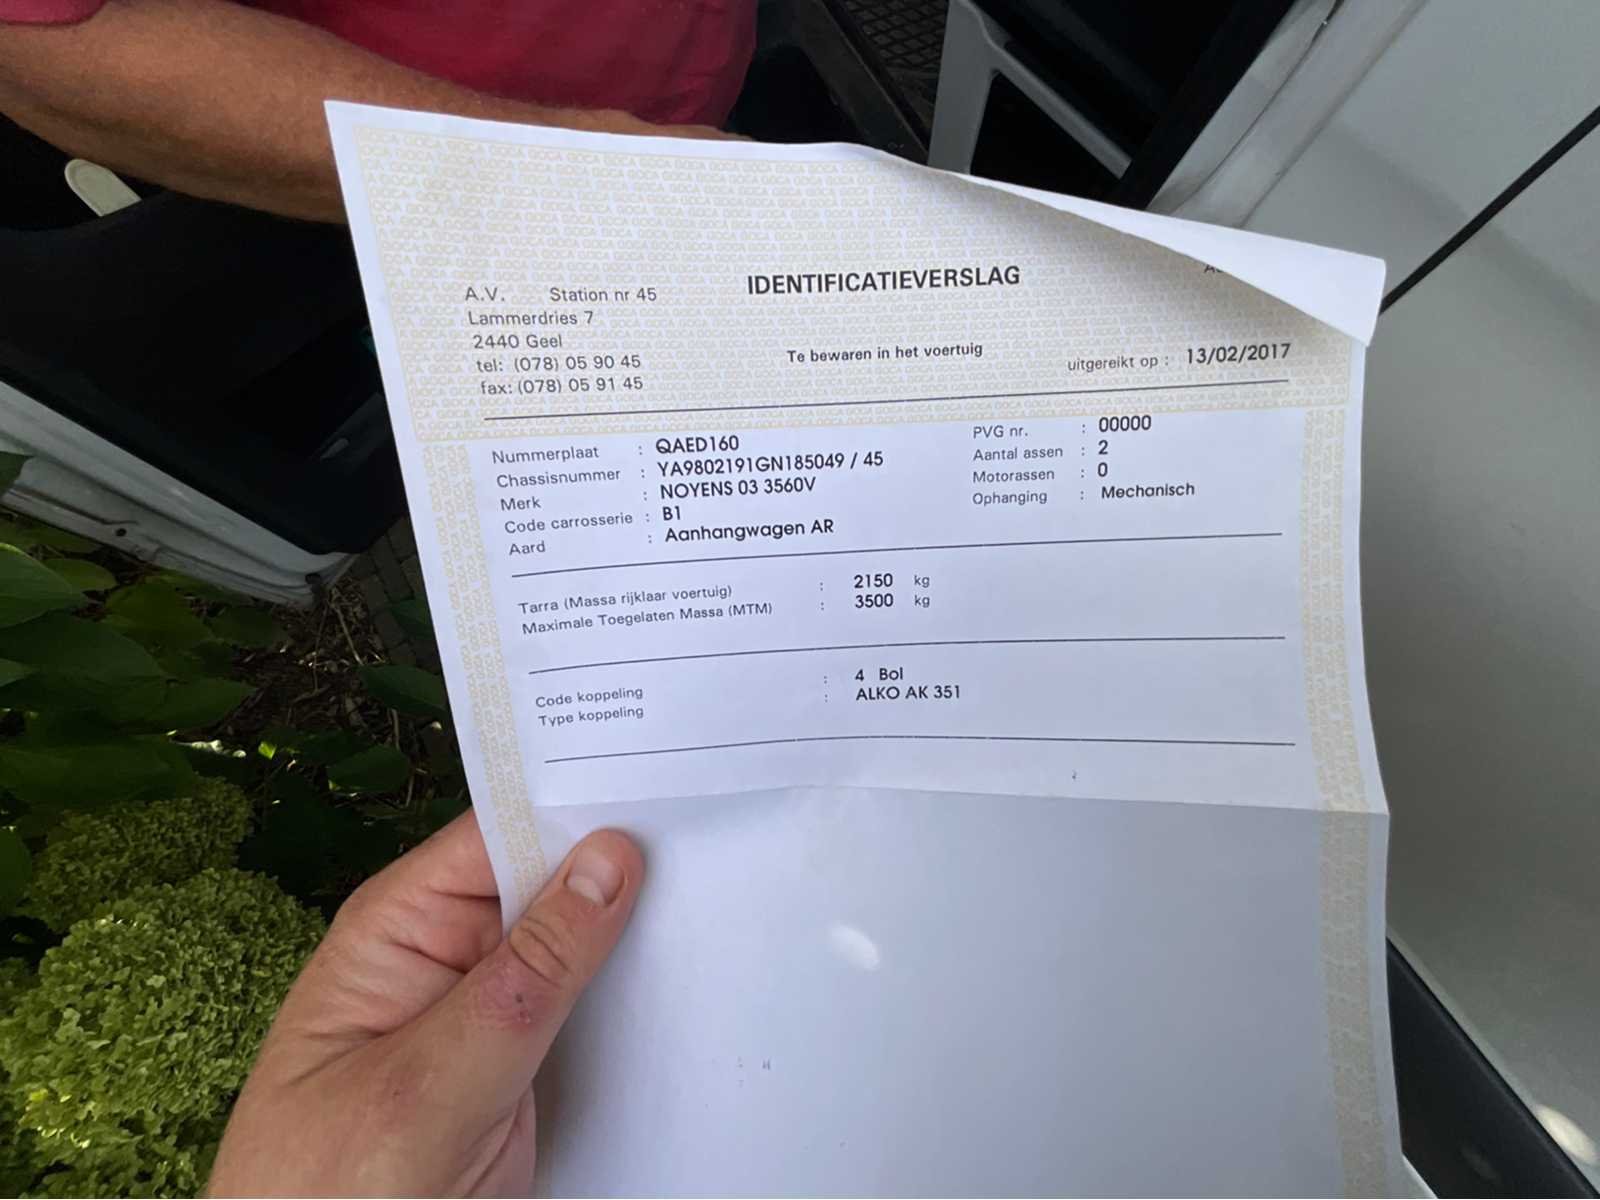 IDENTIFICATIEVERSLAG
A.V. Station nr 45
Lammerdries 7
2440 Geel
tel: (078) 05 90 45
fax: (078) 05 91 45
Te bewaren in het voertuig
uitgereikt op : 13/02/2017
Nummerplaat : QAED160
Chassisnummer : YA9802191GN185049 / 45
Merk : NOYENS 03 3560V
Code carrosserie : B1
Aard : Aanhangwagen AR
PVG nr. : 00000
Aantal assen : 2
Motorassen : 0
Ophanging : Mechanisch
Tarra (Massa rijklaar voertuig) : 2150 kg
Maximale Toegelaten Massa (MTM) : 3500 kg
Code koppeling : 4 Bol
Type koppeling : ALKO AK 351